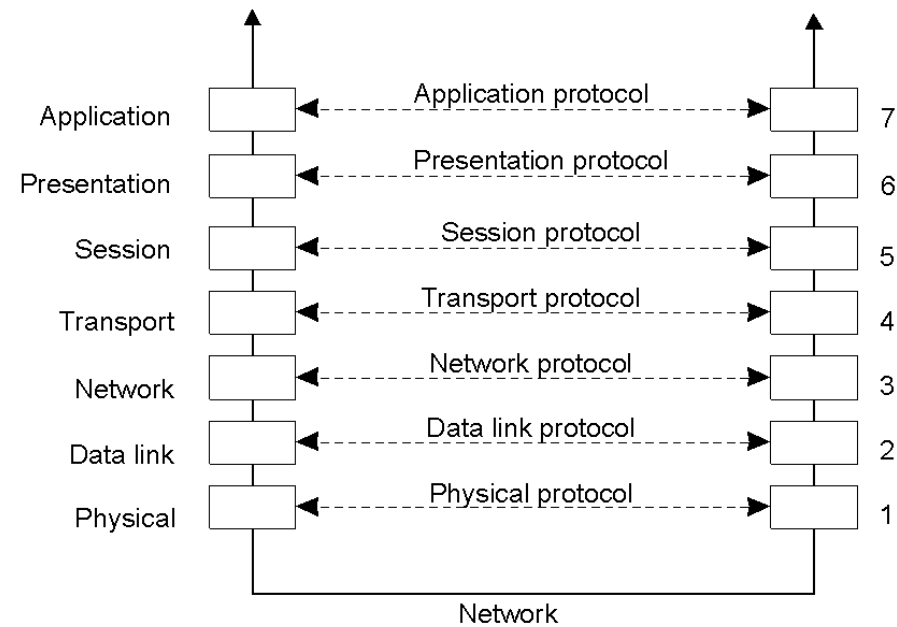 Application
Application protocol
7
Presentation
Presentation protocol
6
Session
Session protocol
5
Transport
Transport protocol
4
Network
Network protocol
3
Data link
Data link protocol
2
Physical
Physical protocol
1
Network